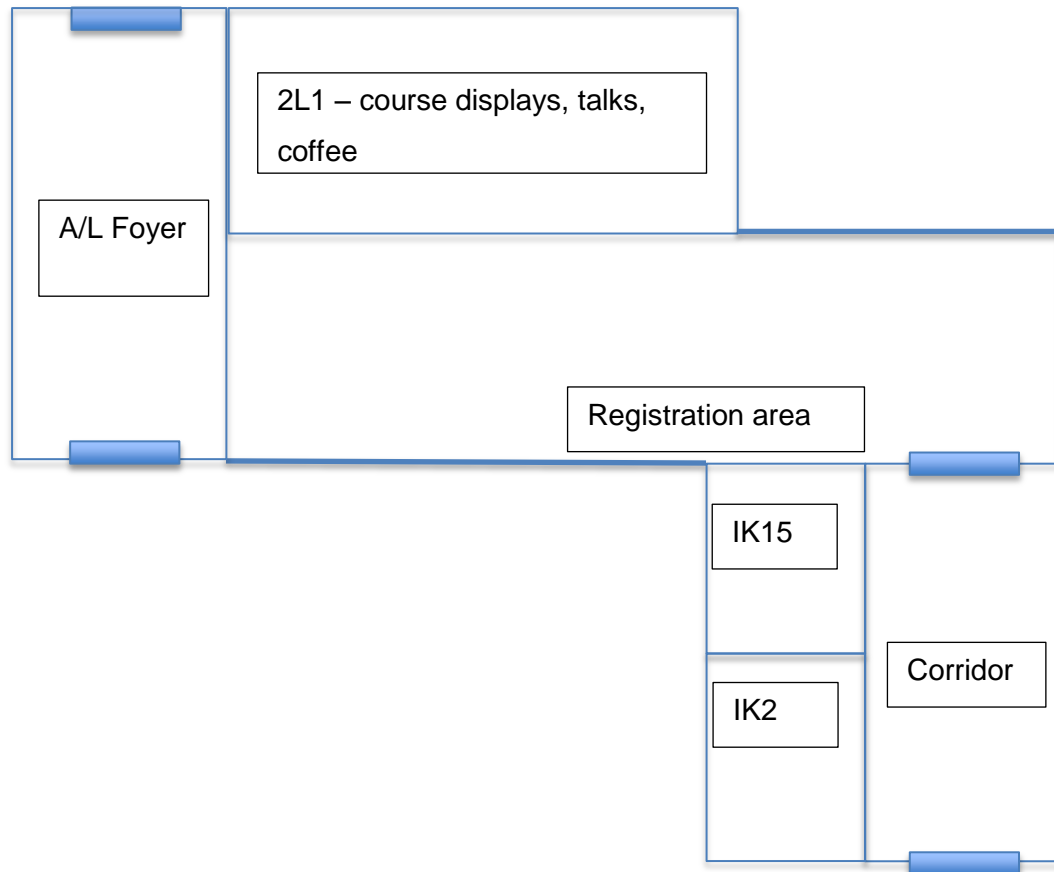 2L1 – course displays, talks,
coffee
A/L Foyer
Registration area
IK15
Corridor
IK2